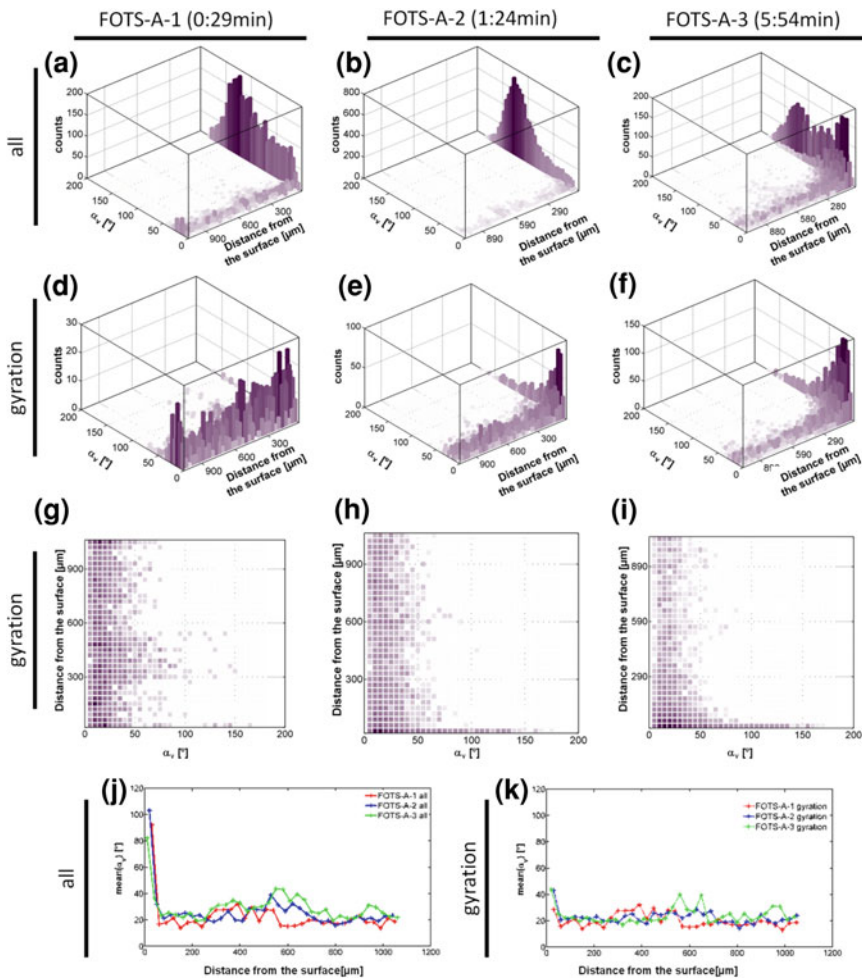 FOTS-A-1 (0:29min) FOTS-A-2 (1:24min) FOTS-A-3 (5:54min)
all
(a)
200
150
100
50
0
counts
200
150
100
50
0
αv [°]
900
600
300
Distance from
the surface [µm]
(b)
800
600
400
200
0
counts
200
150
100
50
0
αv [°]
890
590
290
Distance from
the surface [µm]
(c)
200
150
100
50
0
counts
200
150
100
50
0
αv [°]
880
580
280
Distance from
the surface [µm]
gyration
(d)
30
20
10
0
counts
200
150
100
50
0
αv [°]
900
600
300
Distance from
the surface [µm]
(e)
100
50
0
counts
200
150
100
50
0
αv [°]
900
600
300
Distance from
the surface [µm]
(f)
150
100
50
0
counts
200
150
100
50
0
αv [°]
590
290
Distance from
the surface [µm]
gyration
(g)
Distance from the surface [µm]
900
600
300
0 50 100 150 200
αv [°]
(h)
Distance from the surface [µm]
900
600
300
0 50 100 150 200
αv [°]
(i)
Distance from the surface [µm]
890
590
290
0 50 100 150 200
αv [°]
all
(j)
120
100
80
60
40
20
0
mean(αv) [°]
FOTS-A-1 all
FOTS-A-2 all
FOTS-A-3 all
0 200 400 600 800 1000 1200
Distance from the surface[µm]
gyration
(k)
120
100
80
60
40
20
0
mean(αv) [°]
FOTS-A-1 gyration
FOTS-A-2 gyration
FOTS-A-3 gyration
0 200 400 600 800 1000 1200
Distance from the surface[µm]